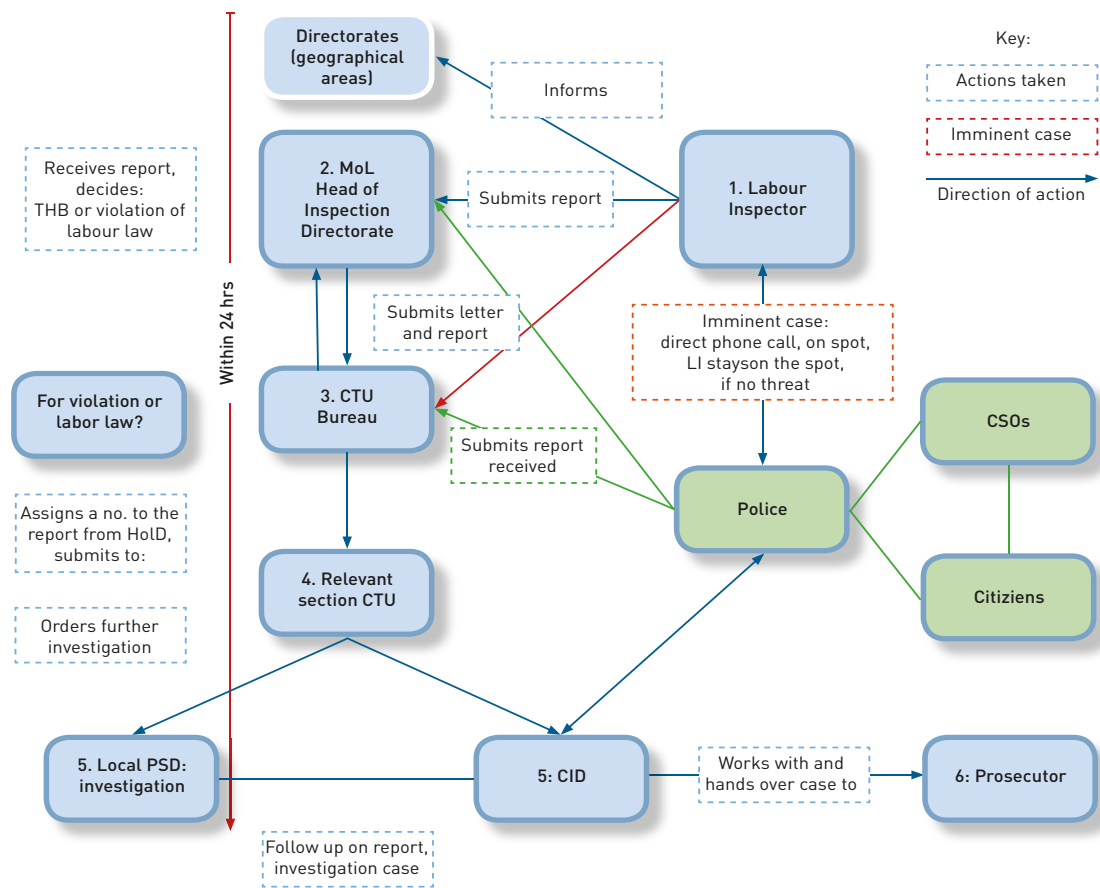 Directorates
(geographical
areas)
Informs
Key:
Actions taken
Imminent case
Direction of action
Receives report,
decides:
THB or violation of
labour law
2. MoL
Head of
Inspection
Directorate
Submits report
1. Labour
Inspector
Within 24 hrs
Submits letter
and report
Imminent case:
direct phone call, on spot,
LI stayson the spot,
if no threat
For violation or
labor law?
3. CTU
Bureau
CSOs
Submits report
received
Police
Assigns a no. to the
report from HolD,
submits to:
4. Relevant
section CTU
Citiziens
Orders further
investigation
5. Local PSD:
investigation
5: CID
Works with and
hands over case to
6: Prosecutor
Follow up on report,
investigation case